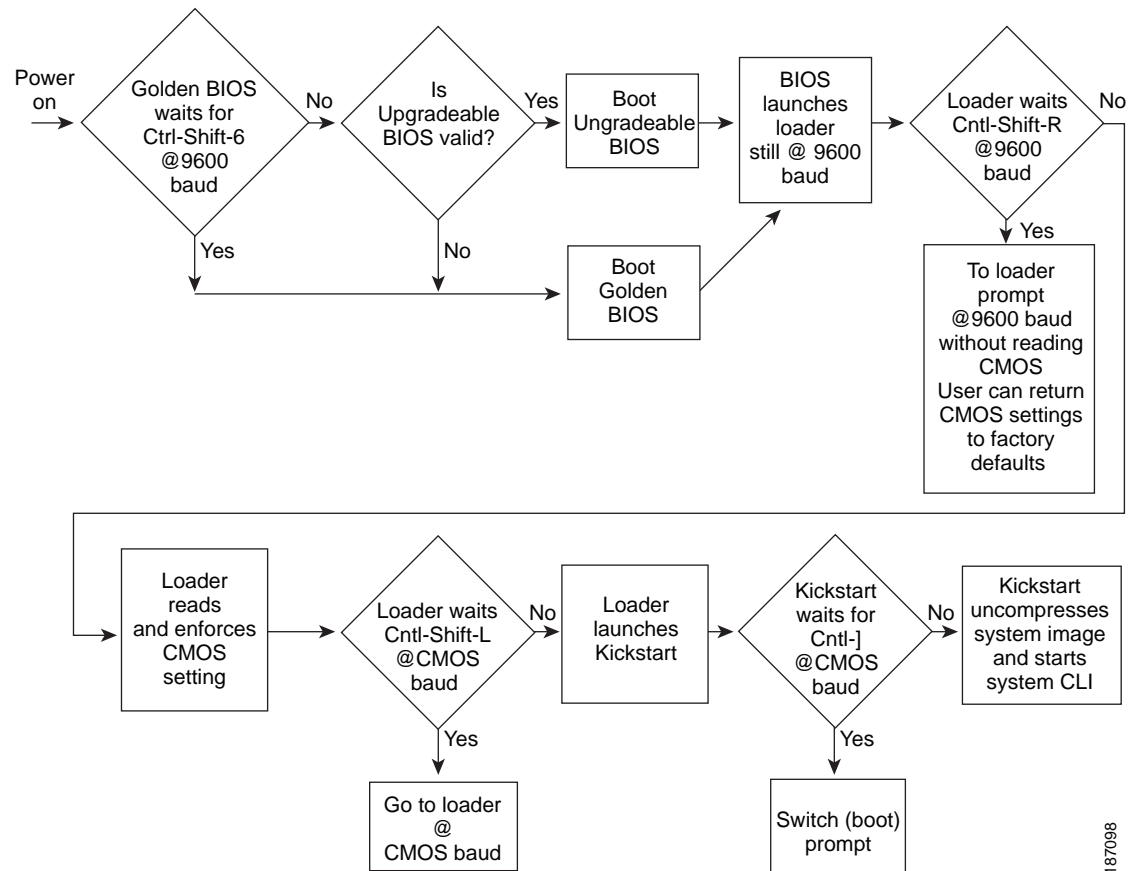 Power
on
Golden BIOS
waits for
Ctrl-Shift-6
@9600
baud
No
Yes
Is
Upgradeable
BIOS valid?
Yes
No
Boot
Ungradeable
BIOS
Boot
Golden
BIOS
BIOS
launches
loader
still @ 9600
baud
Loader waits
Cntl-Shift-R
@9600
baud
No
Yes
To loader
prompt
@9600 baud
without reading
CMOS
User can return
CMOS settings
to factory
defaults
Loader
reads
and enforces
CMOS
setting
Loader waits
Cntl-Shift-L
@CMOS
baud
No
Yes
Go to loader
@
CMOS baud
Loader
launches
Kickstart
Kickstart
waits for
Cntl-]
@CMOS
baud
No
Yes
Switch (boot)
prompt
Kickstart
uncompresses
system image
and starts
system CLI
187098